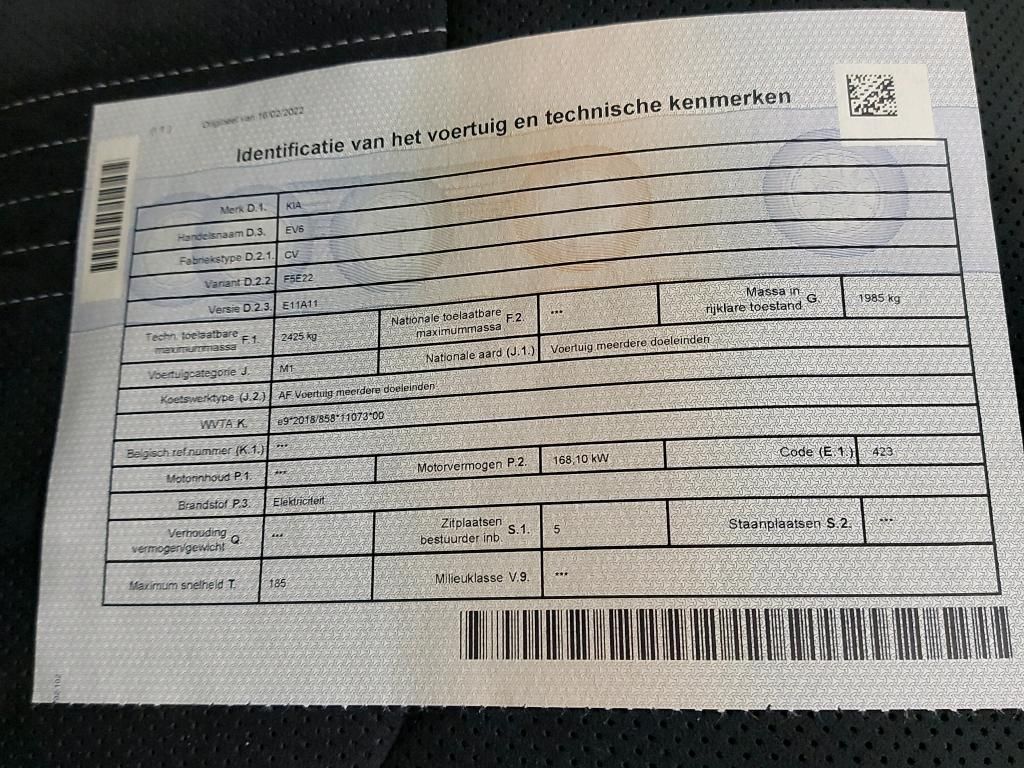 Origineel van 16/02/2022
Identificatie van het voertuig en technische kenmerken
Merk D.1. KIA
Handelsnaam D.3. EV6
Fabriekstype D.2.1. CV
Variant D.2.2. F5E22
Versie D.2.3. E11A11
Techn. toelaatbare maximummassa F.1. 2425 kg Nationale toelaatbare maximummassa F.2. *** Massa in rijklare toestand G. 1985 kg
Voertuigcategorie J. M1 Nationale aard (J.1.) Voertuig meerdere doeleinden
Koetswerktype (J.2.) AF Voertuig meerdere doeleinden
WVTA K. e9*2018/858*11073*00
Belgisch ref.nummer (K.1.) ***
Motorinhoud P.1. *** Motorvermogen P.2. 168,10 kW Code (E.1.) 423
Brandstof P.3. Elektriciteit
Verhouding vermogen/gewicht Q. *** Zitplaatsen bestuurder inb. S.1. 5 Staanplaatsen S.2. ***
Maximum snelheid T. 185 Milieuklasse V.9. ***